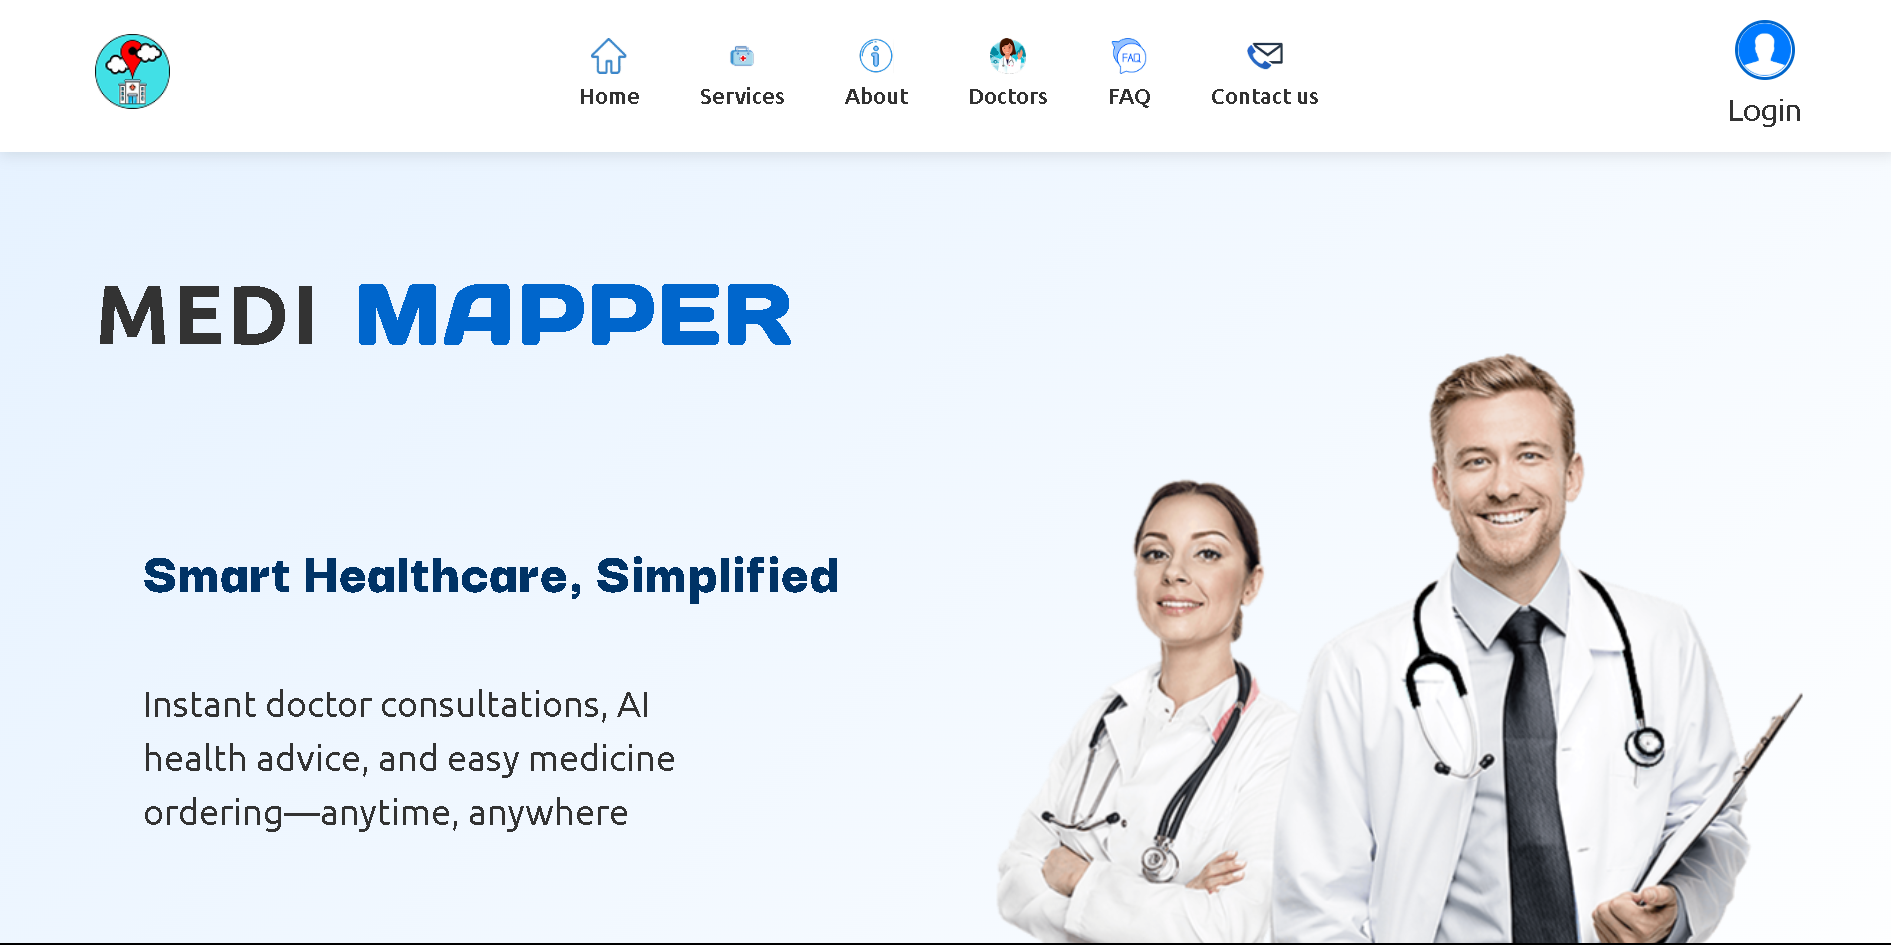 Home
Services
About
Doctors
FAQ
FAQ
Contact us
Login
MEDI MAPPER
Smart Healthcare, Simplified
Instant doctor consultations, AI
health advice, and easy medicine
ordering—anytime, anywhere